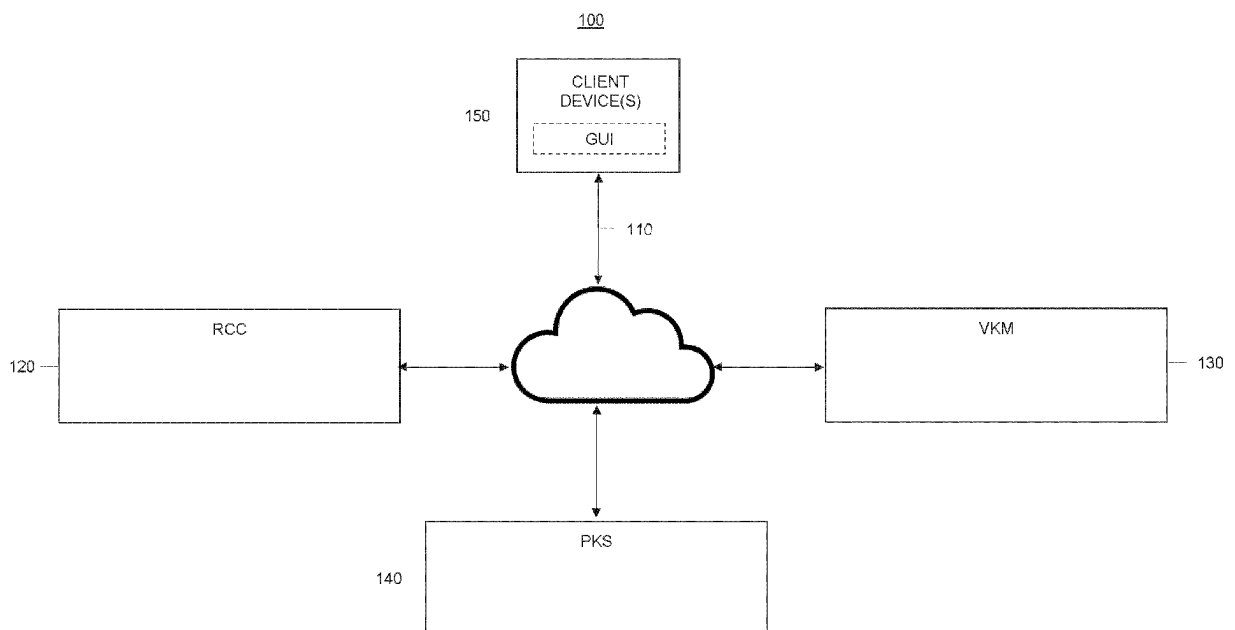 100
CLIENT
DEVICE(S)
150
GUI
110
RCC
VKM
120
130
PKS
140